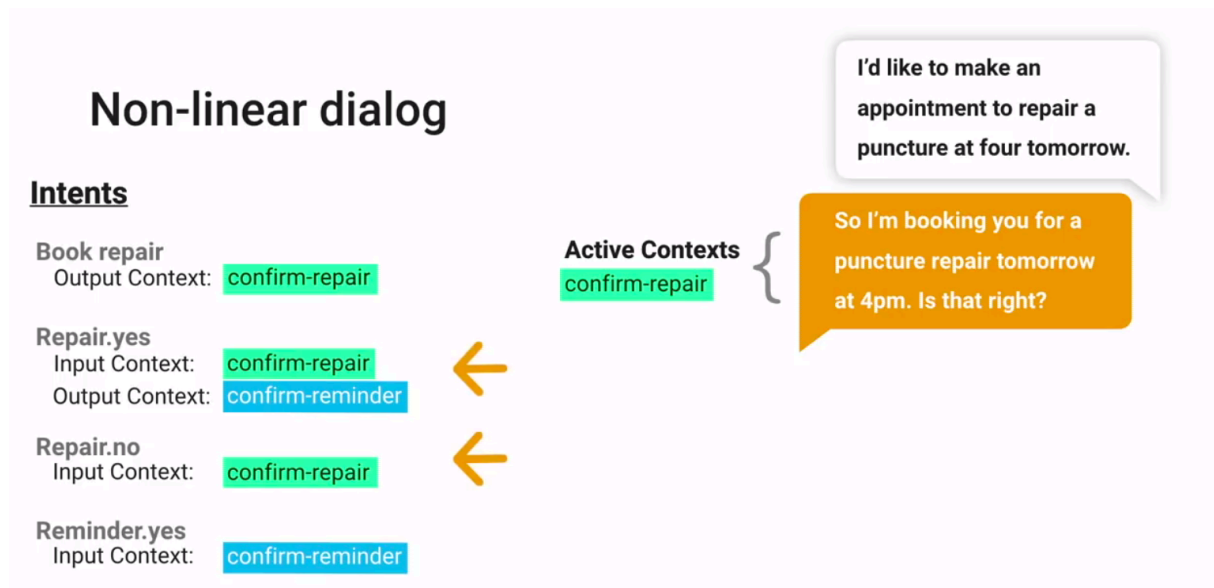 Non-linear dialog
Intents
Book repair
Output Context: confirm-repair
Repair.yes
Input Context: confirm-repair
Output Context: confirm-reminder
Repair.no
Input Context: confirm-repair
Reminder.yes
Input Context: confirm-reminder
Active Contexts
confirm-repair
I'd like to make an
appointment to repair a
puncture at four tomorrow.
So I'm booking you for a
puncture repair tomorrow
at 4pm. Is that right?